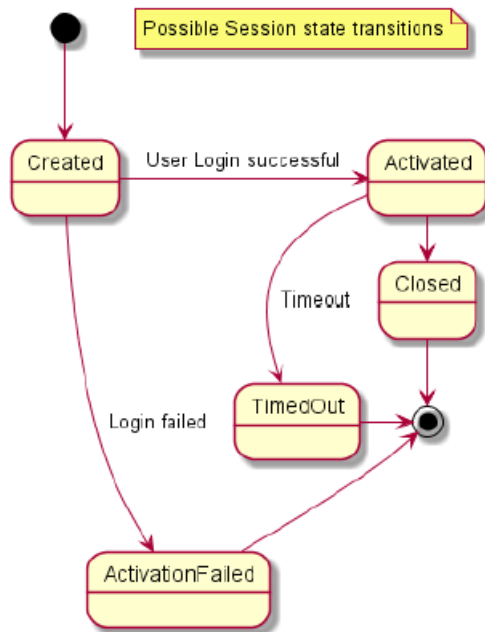 Possible Session state transitions
Created
User Login successful
Activated
Closed
Timeout
TimedOut
Login failed
ActivationFailed